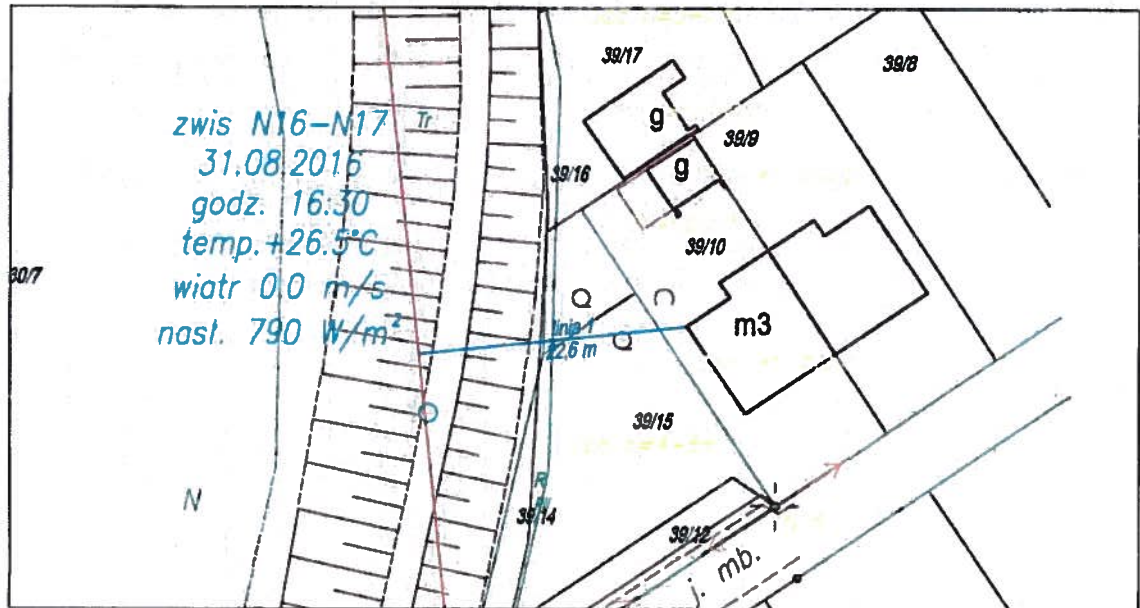 zwis N16-N17
31.08.2016
godz. 16:30
temp.+26.5°C
wiatr 0.0 m/s
nast. 790 W/m²
Tr
39/17
39/8
g
39/9
39/16
g
39/10
30/7
m3
linia 1
22,6 m
39/15
N
R
39/14
39/12
mb.